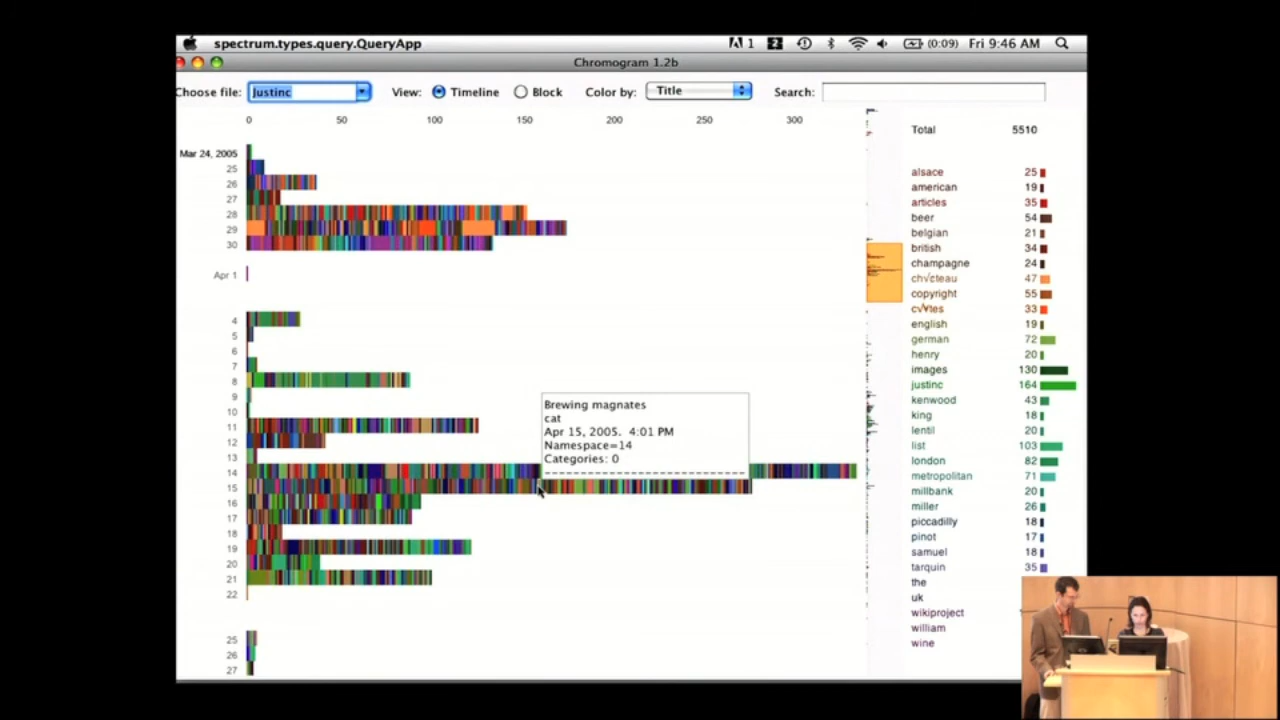 spectrum.types.query.QueryApp 1 2 (0:09) Fri 9:46 AM
Chromogram 1.2b
Choose file: Justinc View: Timeline Block Color by: Title Search:
0 50 100 150 200 250 300
Total 5510
Mar 24, 2005
25
26
27
28
29
30
Apr 1
4
5
6
7
8
9
10
11
12
13
14
15
16
17
18
19
20
21
22
25
26
27
Brewing magnates
cat
Apr 15, 2005. 4:01 PM
Namespace=14
Categories: 0
alsace 25
american 19
articles 35
beer 54
belgian 21
british 34
champagne 24
ch√cteau 47
copyright 55
c√¥tes 33
english 19
german 72
henry 20
images 130
justinc 164
kenwood 43
king 18
lentil 20
list 103
london 82
metropolitan 71
millbank 20
miller 26
piccadilly 18
pinot 17
samuel 18
tarquin 35
the
uk
wikiproject
william
wine